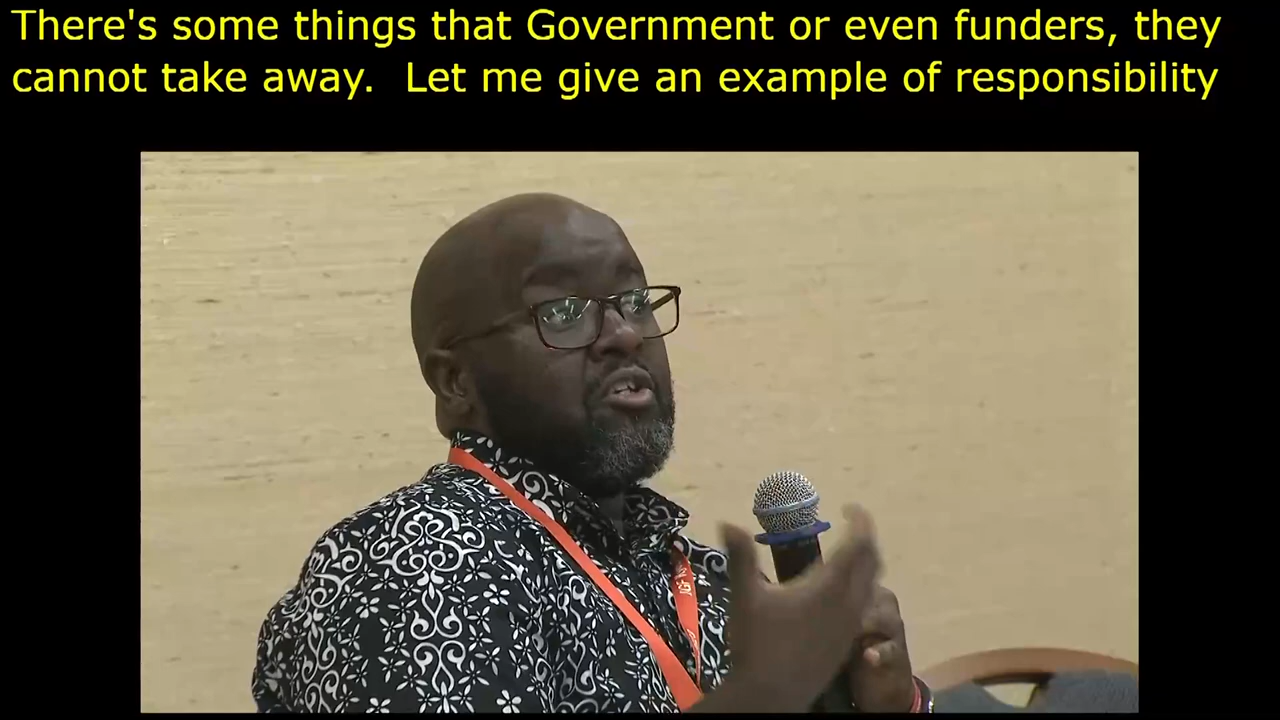 There's some things that Government or even funders, they
cannot take away.  Let me give an example of responsibility